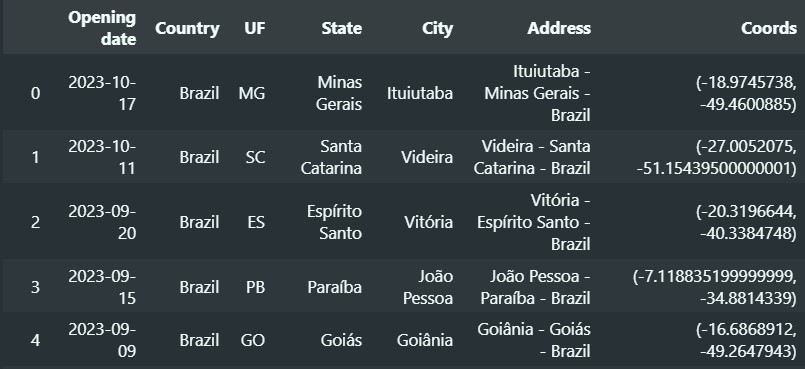 Opening date Country UF State City Address Coords
0 2023-10-17 Brazil MG Minas Gerais Ituiutaba Ituiutaba - Minas Gerais - Brazil (-18.9745738, -49.4600885)
1 2023-10-11 Brazil SC Santa Catarina Videira Videira - Santa Catarina - Brazil (-27.0052075, -51.15439500000001)
2 2023-09-20 Brazil ES Espírito Santo Vitória Vitória - Espírito Santo - Brazil (-20.3196644, -40.3384748)
3 2023-09-15 Brazil PB Paraíba João Pessoa João Pessoa - Paraíba - Brazil (-7.118835199999999, -34.8814339)
4 2023-09-09 Brazil GO Goiás Goiânia Goiânia - Goiás - Brazil (-16.6868912, -49.2647943)